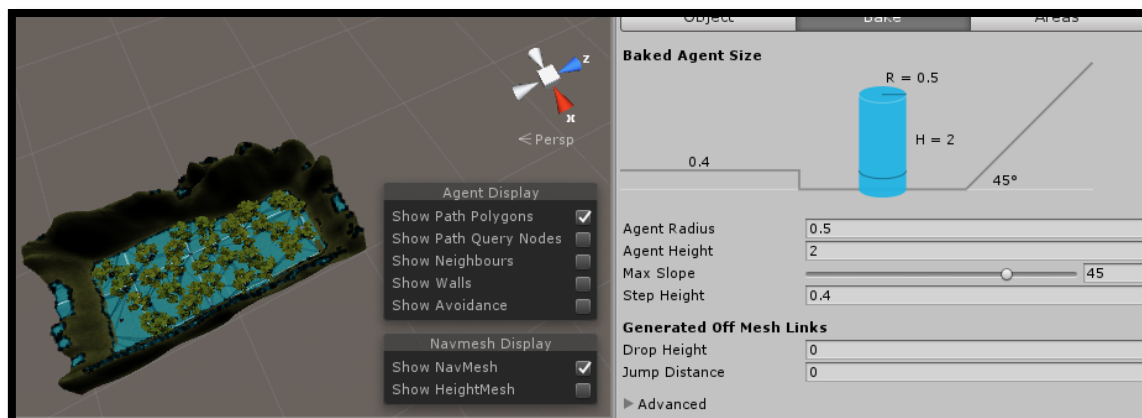 z
x
< Persp
Agent Display
Show Path Polygons
Show Path Query Nodes
Show Neighbours
Show Walls
Show Avoidance
Navmesh Display
Show NavMesh
Show HeightMesh
Object Bake Areas
Baked Agent Size
R = 0.5
H = 2
0.4
45°
Agent Radius 0.5
Agent Height 2
Max Slope 45
Step Height 0.4
Generated Off Mesh Links
Drop Height 0
Jump Distance 0
Advanced